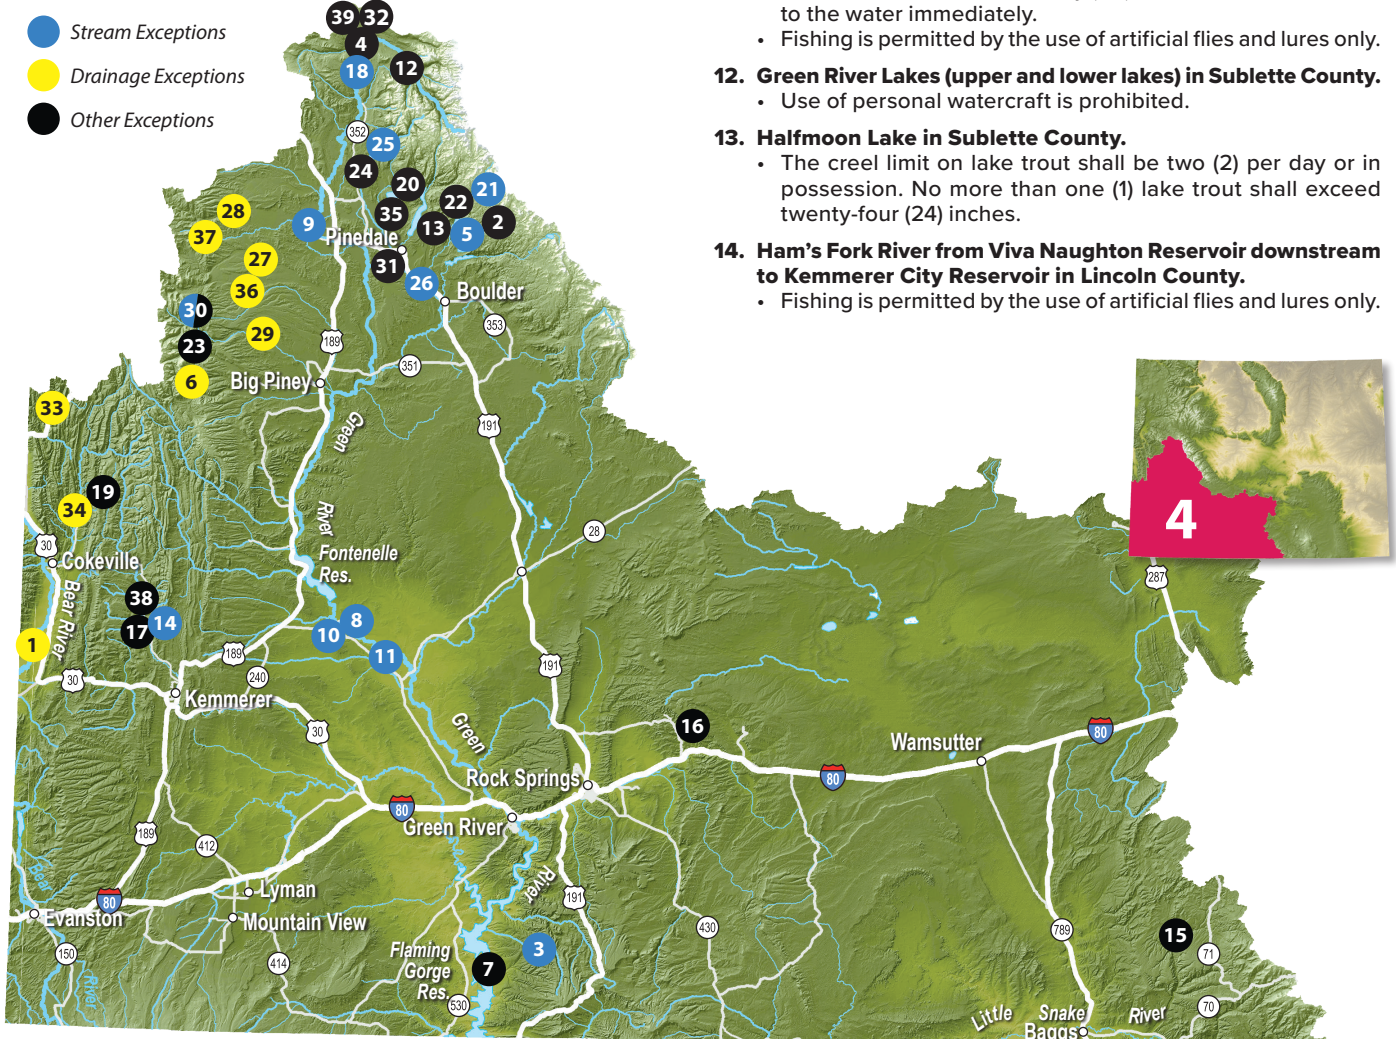 Stream Exceptions
Drainage Exceptions
Other Exceptions
to the water immediately.
• Fishing is permitted by the use of artificial flies and lures only.
12. Green River Lakes (upper and lower lakes) in Sublette County.
• Use of personal watercraft is prohibited.
13. Halfmoon Lake in Sublette County.
• The creel limit on lake trout shall be two (2) per day or in
possession. No more than one (1) lake trout shall exceed
twenty-four (24) inches.
14. Ham's Fork River from Viva Naughton Reservoir downstream
to Kemmerer City Reservoir in Lincoln County.
• Fishing is permitted by the use of artificial flies and lures only.
39
32
4
18
12
352
25
24
20
21
22
28
35
2
9
13
5
37
Pinedale
27
31
26
36
Boulder
30
353
29
189
23
351
6
Big Piney
33
Green
191
19
34
River
28
30
Fontenelle
Res.
Cokeville
287
4
Bear River
38
14
8
17
10
1
189
11
191
30
240
Kemmerer
16
30
Green
80
Wamsutter
Rock Springs
80
80
Green River
189
412
Bear
River
Lyman
191
80
Evanston
Mountain View
430
789
15
3
150
Flaming
Gorge
Res.
71
414
7
River
530
70
Little Snake River
Baggs